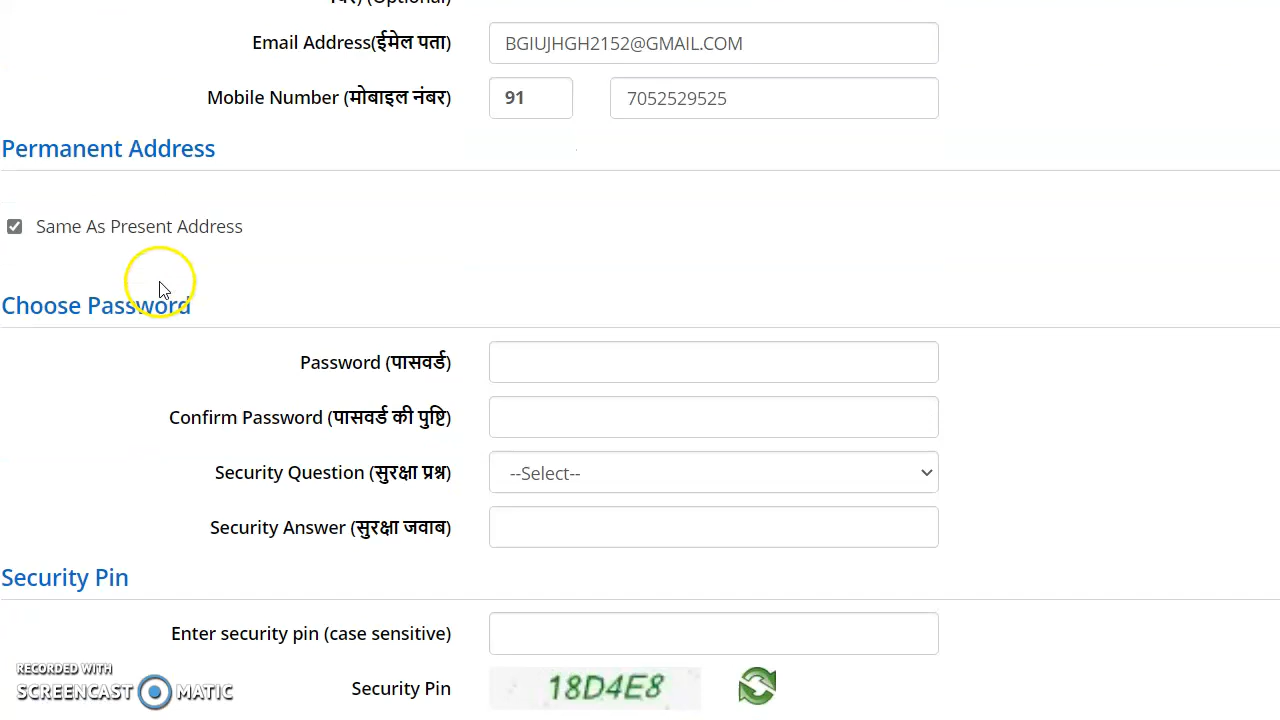 घर) (Optional)
Email Address(ईमेल पता) BGIUJHGH2152@GMAIL.COM
Mobile Number (मोबाइल नंबर) 91 7052529525
Permanent Address
Same As Present Address
Choose Password
Password (पासवर्ड)
Confirm Password (पासवर्ड की पुष्टि)
Security Question (सुरक्षा प्रश्न) --Select--
Security Answer (सुरक्षा जवाब)
Security Pin
Enter security pin (case sensitive)
Security Pin 18D4E8
RECORDED WITH
SCREENCAST MATIC